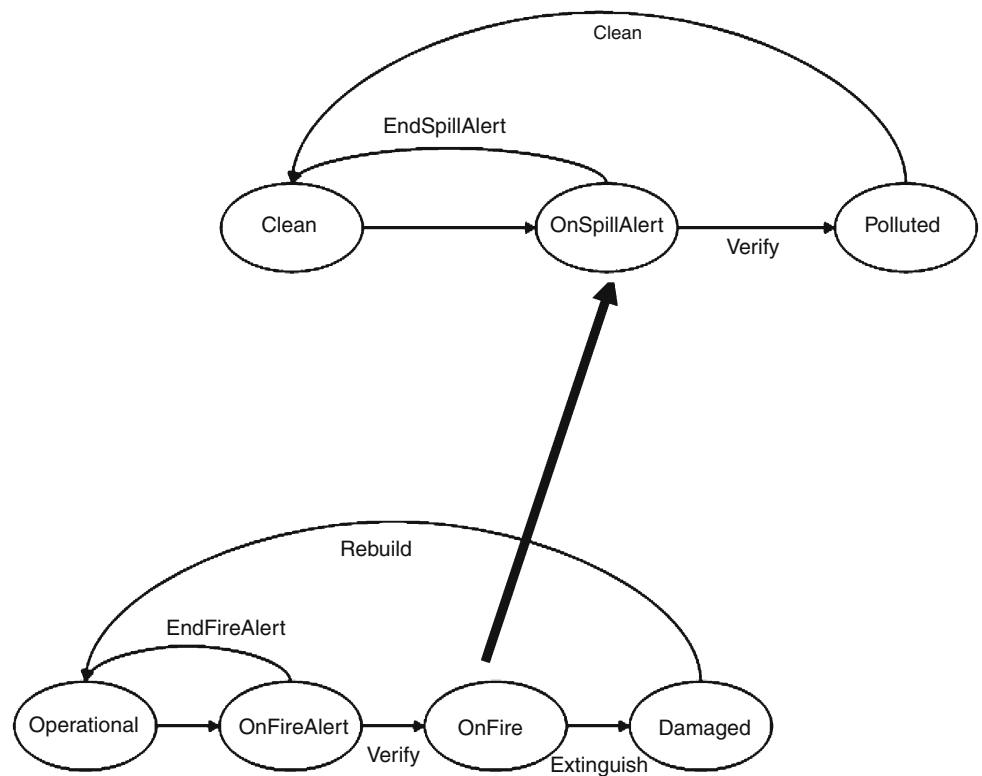 Clean
EndSpillAlert
Clean
OnSpillAlert
Polluted
Verify
Rebuild
EndFireAlert
Operational
OnFireAlert
OnFire
Damaged
Verify
Extinguish